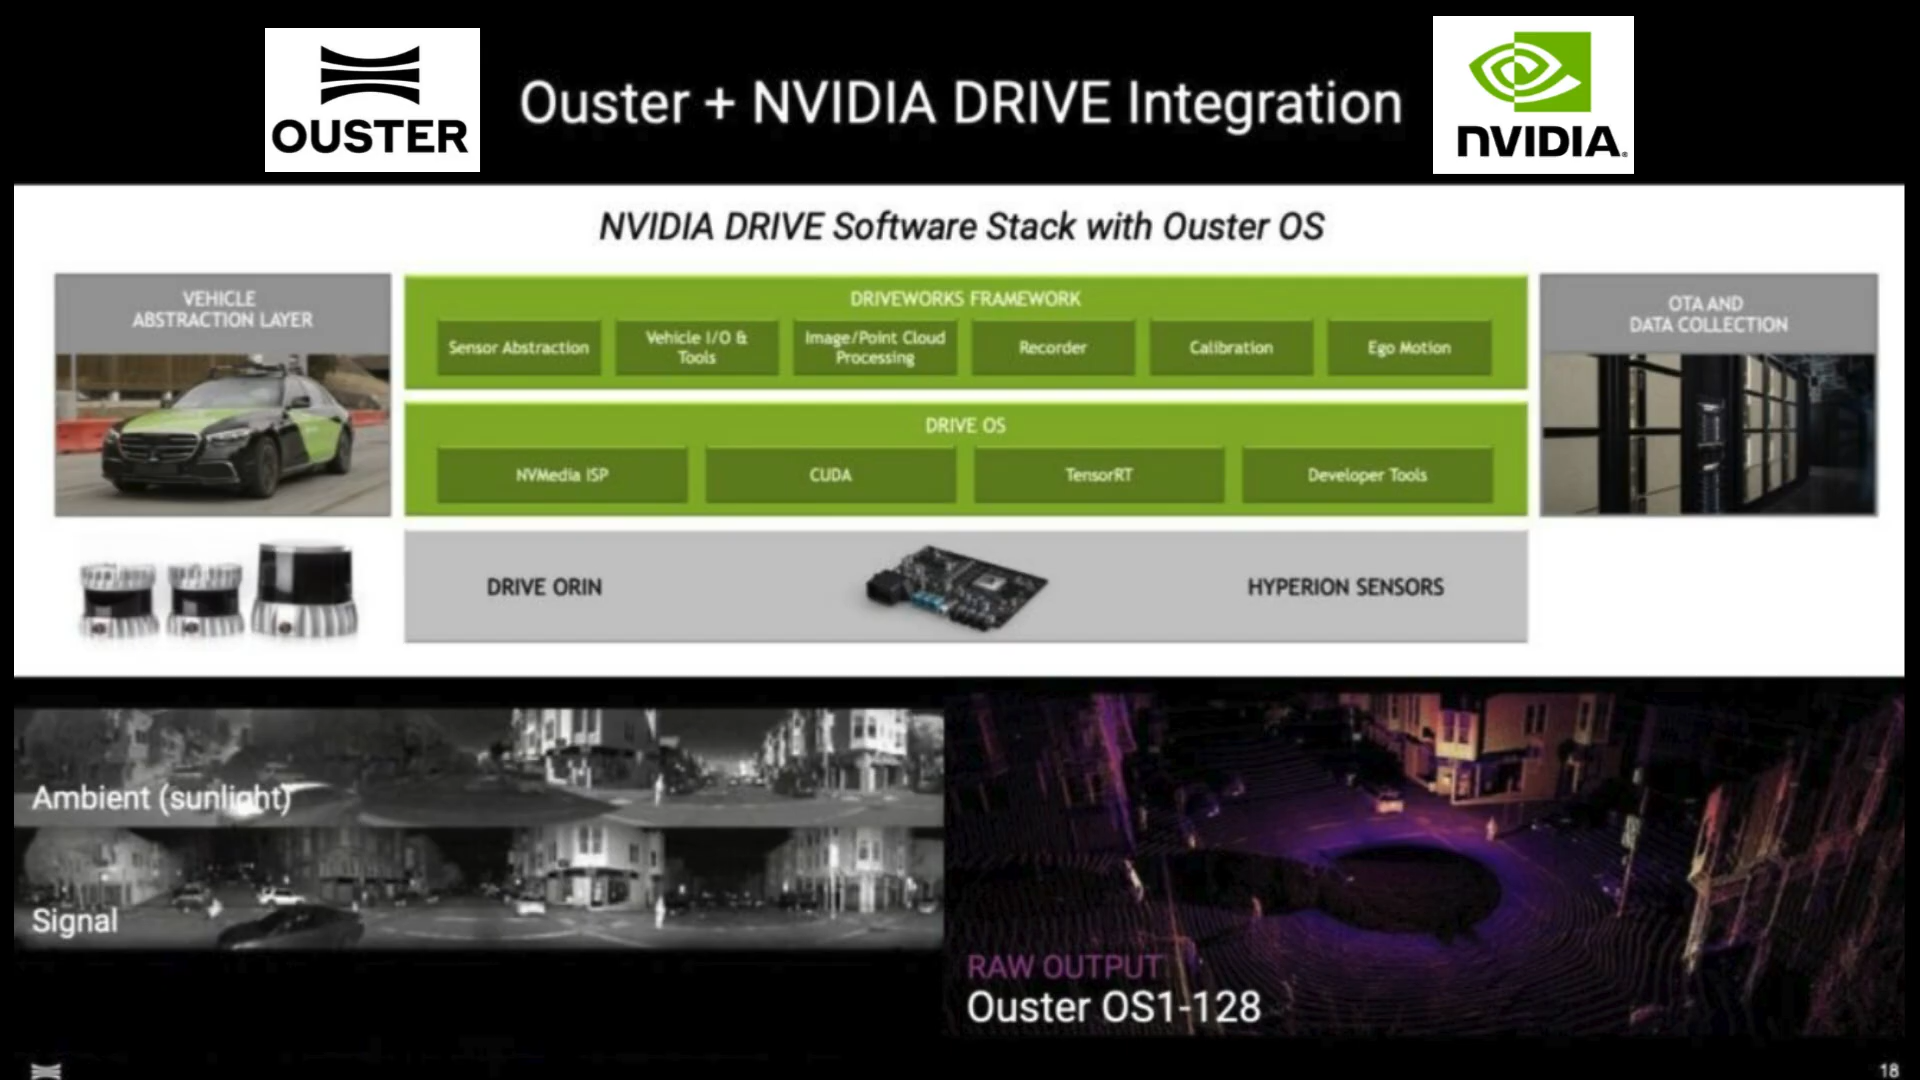 OUSTER
Ouster + NVIDIA DRIVE Integration
NVIDIA.
NVIDIA DRIVE Software Stack with Ouster OS
VEHICLE
ABSTRACTION LAYER
DRIVEWORKS FRAMEWORK
Sensor Abstraction
Vehicle I/O &
Tools
Image/Point Cloud
Processing
Recorder
Calibration
Ego Motion
OTA AND
DATA COLLECTION
DRIVE OS
NVMedia ISP
CUDA
TensorRT
Developer Tools
DRIVE ORIN
HYPERION SENSORS
Ambient (sunlight)
Signal
RAW OUTPUT
Ouster OS1-128
18